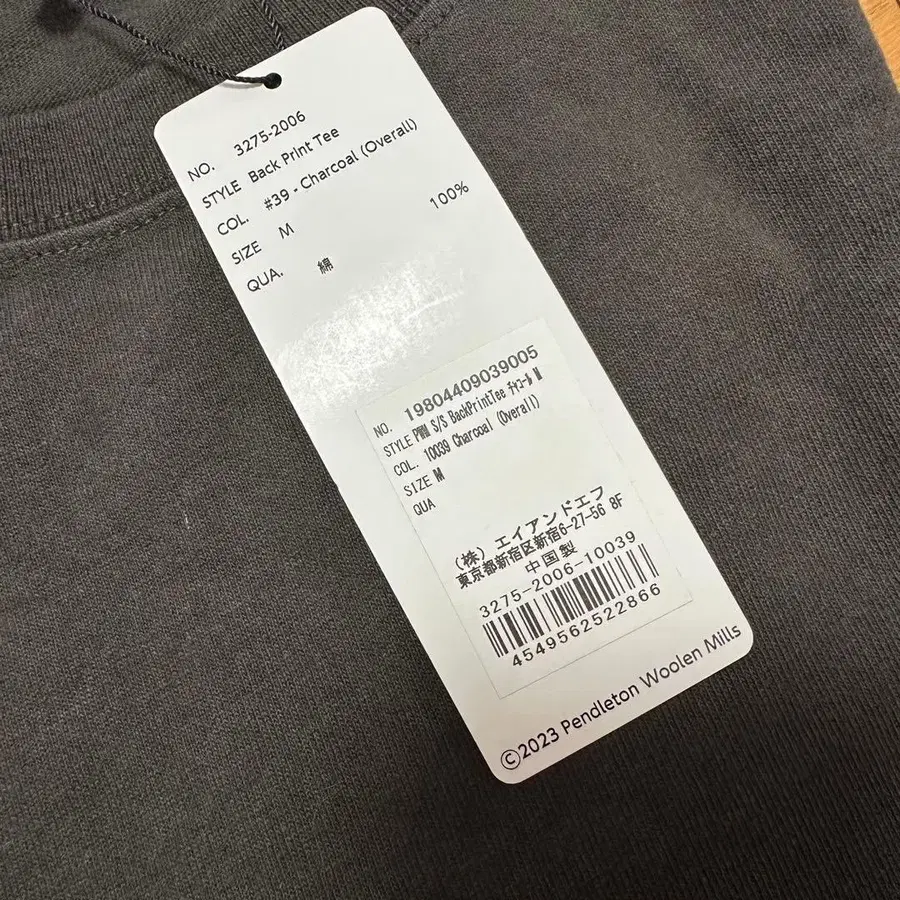 NO. 3275-2006
STYLE Back Print Tee
COL. #39 - Charcoal (Overall)
SIZE M
QUA. 綿 100%
NO. 19804409039005
STYLE PWM S/S BackPrintTee ﾁｬｺｰﾙ M
COL. 10039 Charcoal (Overall)
SIZE M
QUA
(株) エイアンドエフ
東京都新宿区新宿6-27-56 8F
中国製
3275-2006-10039
4549562522866
©2023 Pendleton Woolen Mills